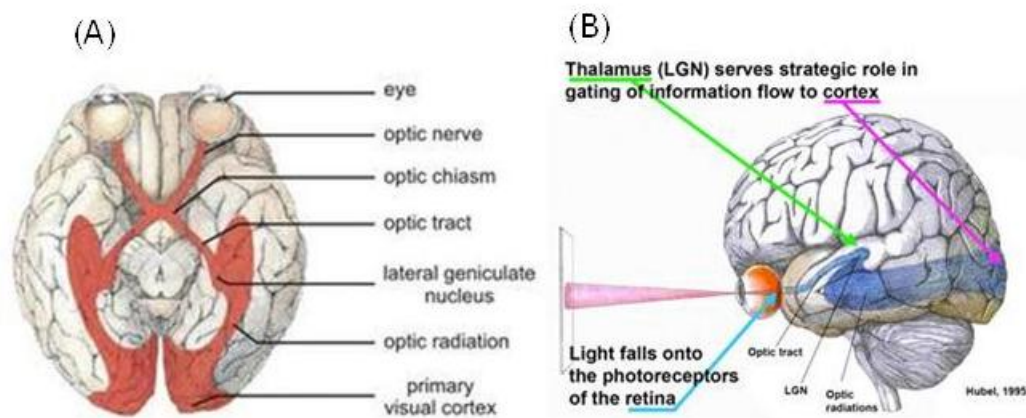 (A)
eye
optic nerve
optic chiasm
optic tract
lateral geniculate
nucleus
optic radiation
primary
visual cortex
(B)
Thalamus (LGN) serves strategic role in
gating of information flow to cortex
Light falls onto
the photoreceptors
of the retina
Optic tract
LGN
Optic
radiations
Hubel, 1995